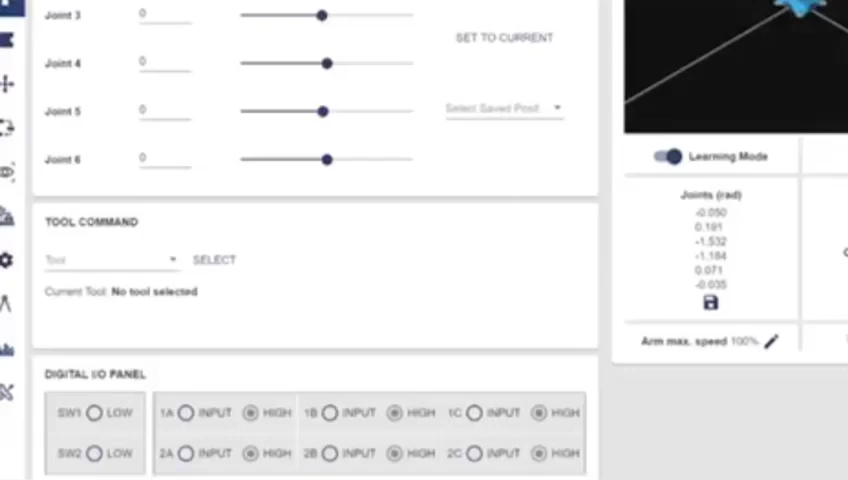 Joint 3 0
SET TO CURRENT
Joint 4 0
Joint 5 0
Select Saved Posit
Joint 6 0
TOOL COMMAND
Tool SELECT
Current Tool: No tool selected
DIGITAL I/O PANEL
SW1 LOW 1A INPUT HIGH 1B INPUT HIGH 1C INPUT HIGH
SW2 LOW 2A INPUT HIGH 2B INPUT HIGH 2C INPUT HIGH
Learning Mode
Joints (rad)
-0.050
0.191
-1.532
-1.184
0.071
-0.035
Arm max. speed 100%